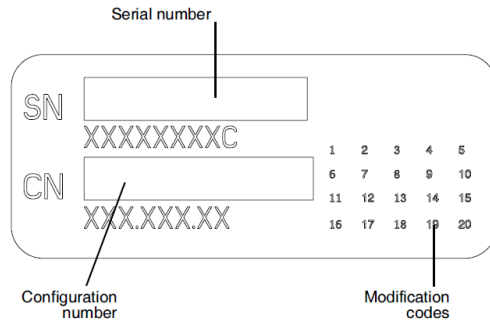 Serial number
SN
XXXXXXXXC
CN
XXX.XXX.XX
1 2 3 4 5
6 7 8 9 10
11 12 13 14 15
16 17 18 19 20
Configuration
number
Modification
codes